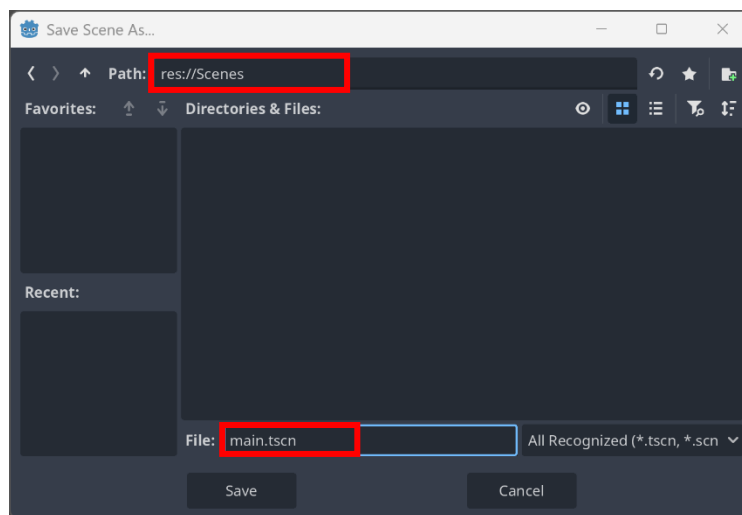 Save Scene As...
Path: res://Scenes
Favorites: Directories & Files:
Recent:
File: main.tscn All Recognized (*.tscn, *.scn
Save Cancel